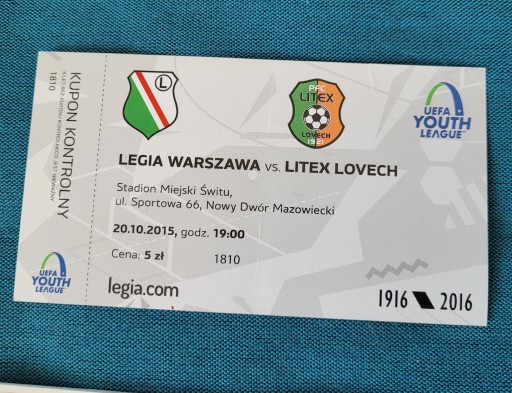 KUPON KONTROLNY
1810
UEFA
YOUTH
LEAGUE
L
PFC
LITEX
LOVECH
1921
UEFA
YOUTH
LEAGUE
LEGIA WARSZAWA VS. LITEX LOVECH
Stadion Miejski Świtu,
ul. Sportowa 66, Nowy Dwór Mazowiecki
20.10.2015, godz. 19:00
Cena: 5 zł 1810
legia.com
1916 2016